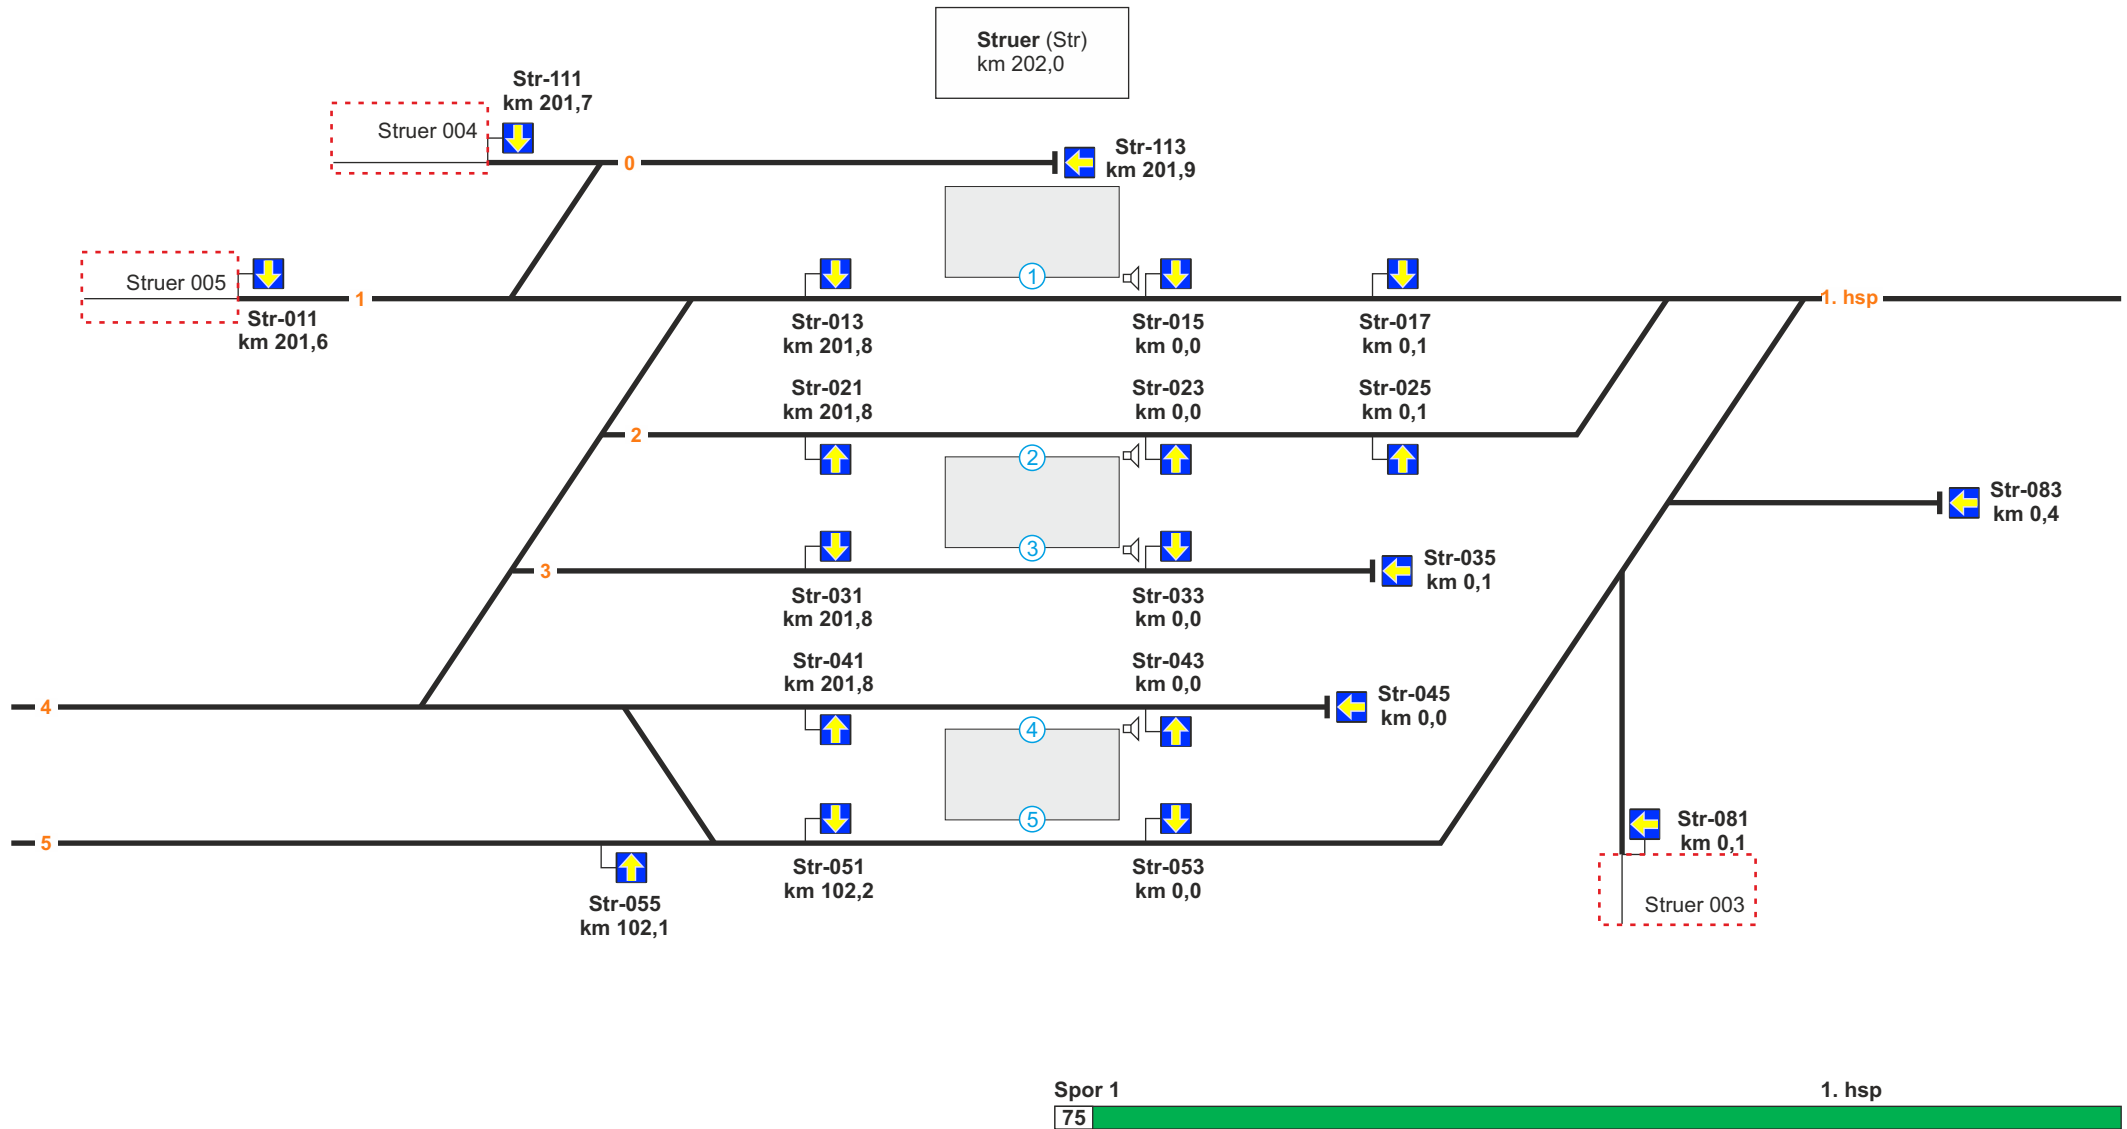 Struer (Str)
km 202,0
Str-111
km 201,7
Struer 004
0
Str-113
km 201,9
Struer 005
Str-011
km 201,6
1
1
1. hsp
Str-013
km 201,8
Str-015
km 0,0
Str-017
km 0,1
Str-021
km 201,8
Str-023
km 0,0
Str-025
km 0,1
2
2
Str-083
km 0,4
3
3
Str-035
km 0,1
Str-031
km 201,8
Str-033
km 0,0
Str-041
km 201,8
Str-043
km 0,0
4
4
Str-045
km 0,0
5
5
Str-051
km 102,2
Str-053
km 0,0
Str-055
km 102,1
Str-081
km 0,1
Struer 003
Spor 1
1. hsp
75